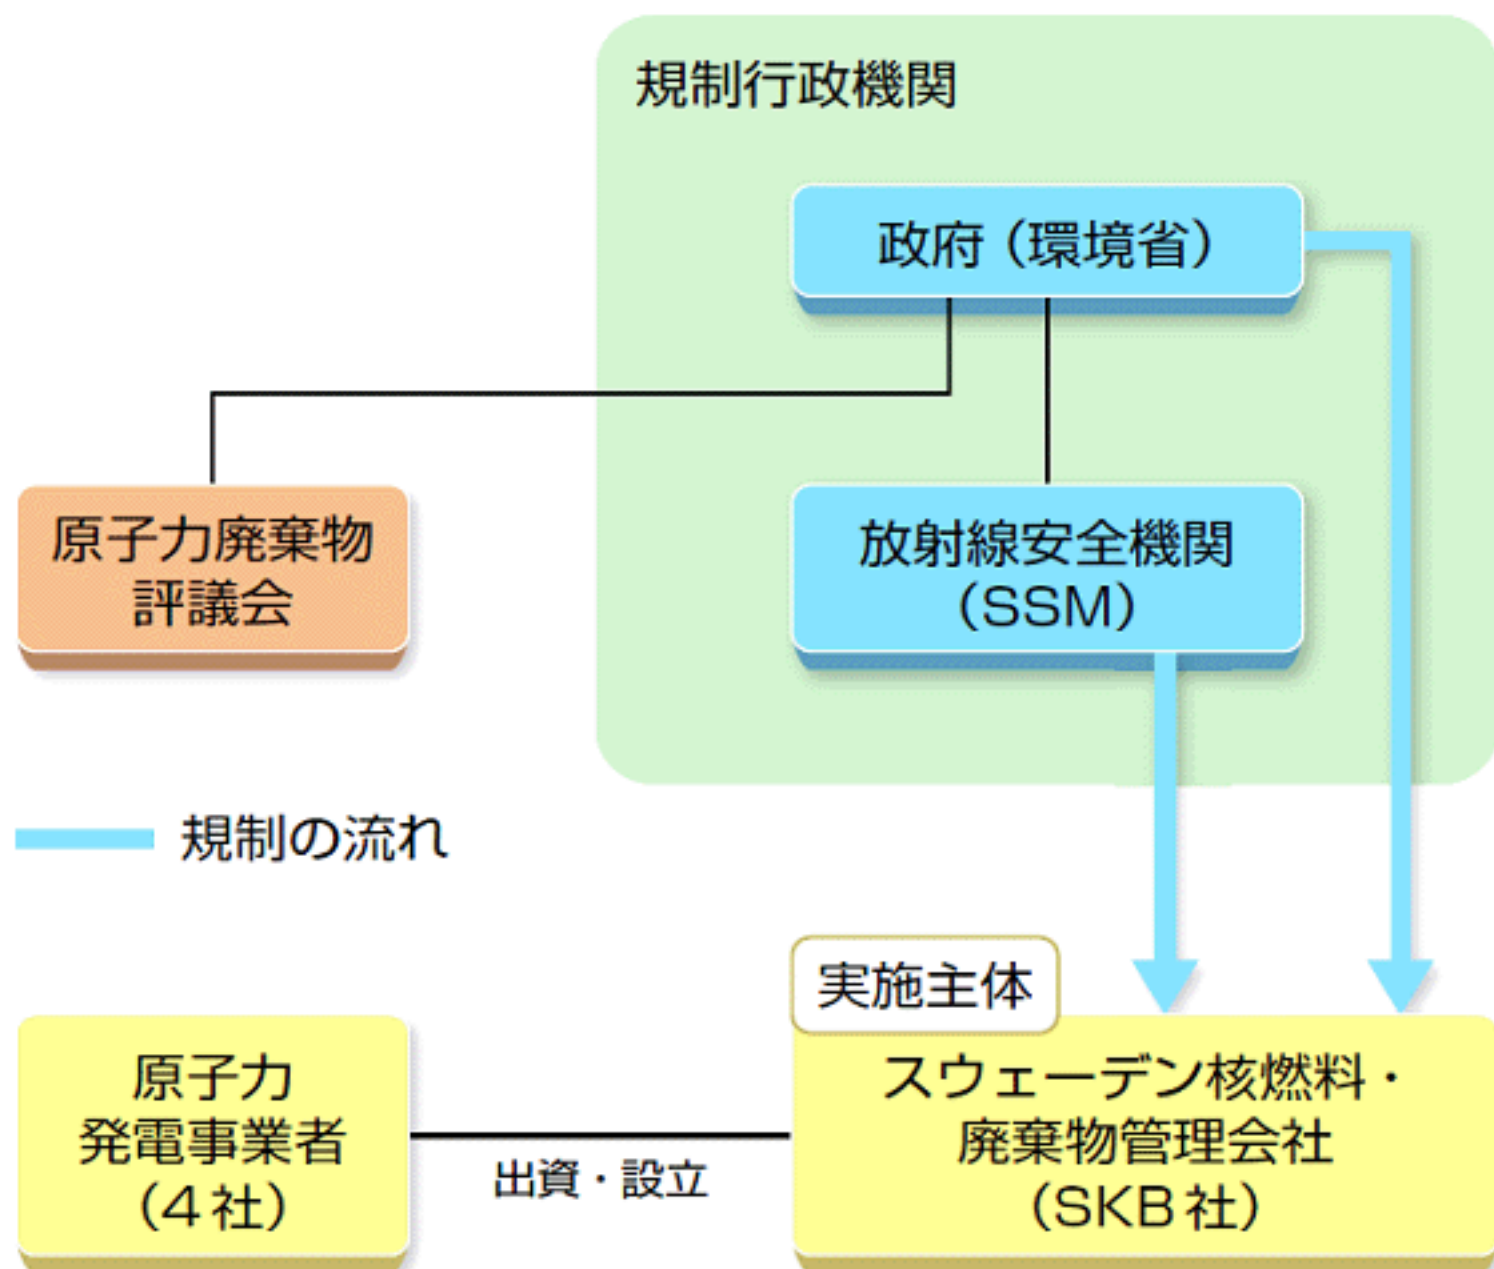 規制行政機関
政府（環境省）
原子力廃棄物
評議会
放射線安全機関
（SSM）
規制の流れ
実施主体
原子力
発電事業者
（4社）
出資・設立
スウェーデン核燃料・
廃棄物管理会社
（SKB社）